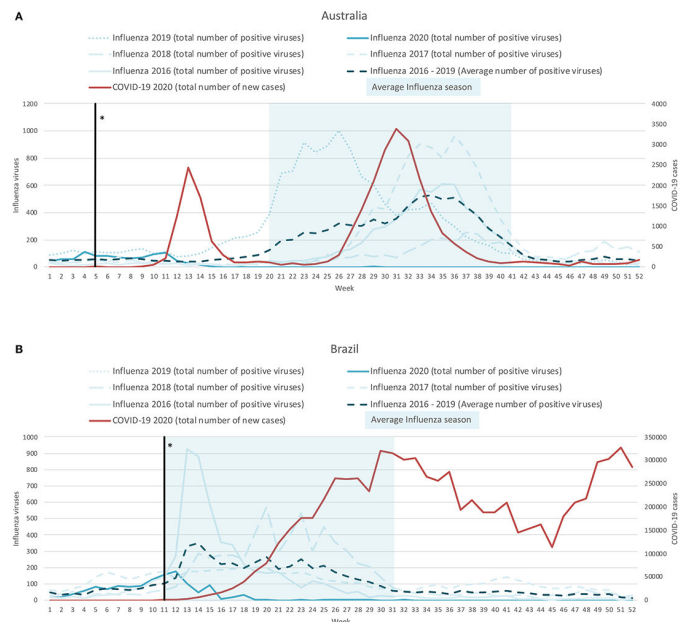 A
Australia
Influenza 2019 (total number of positive viruses)
Influenza 2020 (total number of positive viruses)
Influenza 2018 (total number of positive viruses)
Influenza 2017 (total number of positive viruses)
Influenza 2016 (total number of positive viruses)
Influenza 2016 - 2019 (Average number of positive viruses)
COVID-19 2020 (total number of new cases)
Average Influenza season
1200
1000
800
600
400
200
0
Influenza viruses
*
4000
3500
3000
2500
2000
1500
1000
500
0
COVID-19 cases
1 2 3 4 5 6 7 8 9 10 11 12 13 14 15 16 17 18 19 20 21 22 23 24 25 26 27 28 29 30 31 32 33 34 35 36 37 38 39 40 41 42 43 44 45 46 47 48 49 50 51 52
Week
B
Brazil
Influenza 2019 (total number of positive viruses)
Influenza 2020 (total number of positive viruses)
Influenza 2018 (total number of positive viruses)
Influenza 2017 (total number of positive viruses)
Influenza 2016 (total number of positive viruses)
Influenza 2016 - 2019 (Average number of positive viruses)
COVID-19 2020 (total number of new cases)
Average Influenza season
1000
900
800
700
600
500
400
300
200
100
0
Influenza viruses
*
350000
300000
250000
200000
150000
100000
50000
0
COVID-19 cases
1 2 3 4 5 6 7 8 9 10 11 12 13 14 15 16 17 18 19 20 21 22 23 24 25 26 27 28 29 30 31 32 33 34 35 36 37 38 39 40 41 42 43 44 45 46 47 48 49 50 51 52
Week